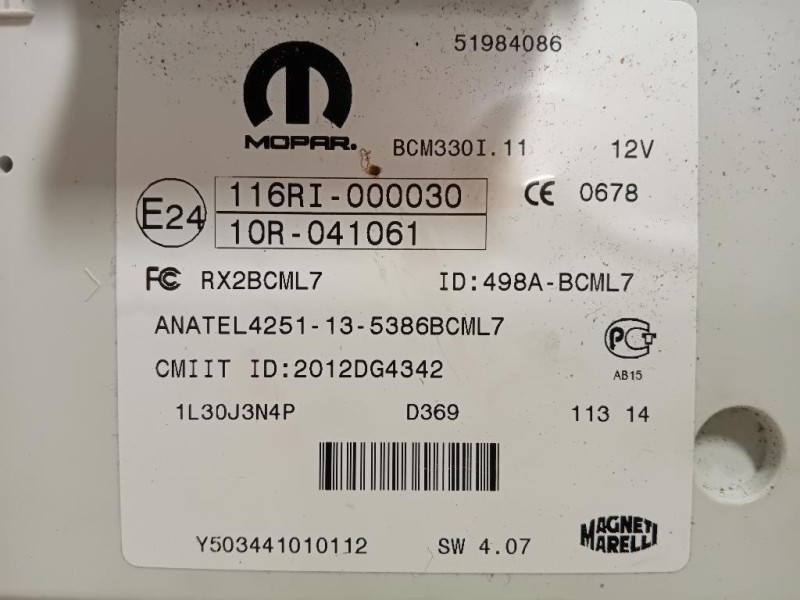 51984086
MOPAR.
BCM330I.11 12V
E24 116RI-000030 CE 0678
10R-041061
FC RX2BCML7 ID:498A-BCML7
ANATEL4251-13-5386BCML7
CMIIT ID:2012DG4342
AB15
1L30J3N4P D369 113 14
Y503441010112 SW 4.07
MAGNETI
MARELLI